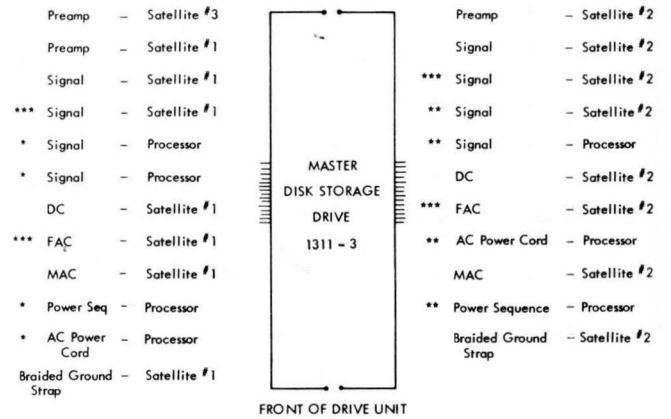 Preamp – Satellite #3
Preamp – Satellite #1
Signal – Satellite #1
*** Signal – Satellite #1
* Signal – Processor
* Signal – Processor
DC – Satellite #1
*** FAC – Satellite #1
MAC – Satellite #1
* Power Seq – Processor
* AC Power – Processor
Cord
Braided Ground – Satellite #1
Strap
MASTER
DISK STORAGE
DRIVE
1311 – 3
Preamp – Satellite #2
Signal – Satellite #2
*** Signal – Satellite #2
** Signal – Satellite #2
** Signal – Processor
DC – Satellite #2
*** FAC – Satellite #2
** AC Power Cord – Processor
MAC – Satellite #2
** Power Sequence – Processor
Braided Ground – Satellite #2
Strap
FRONT OF DRIVE UNIT